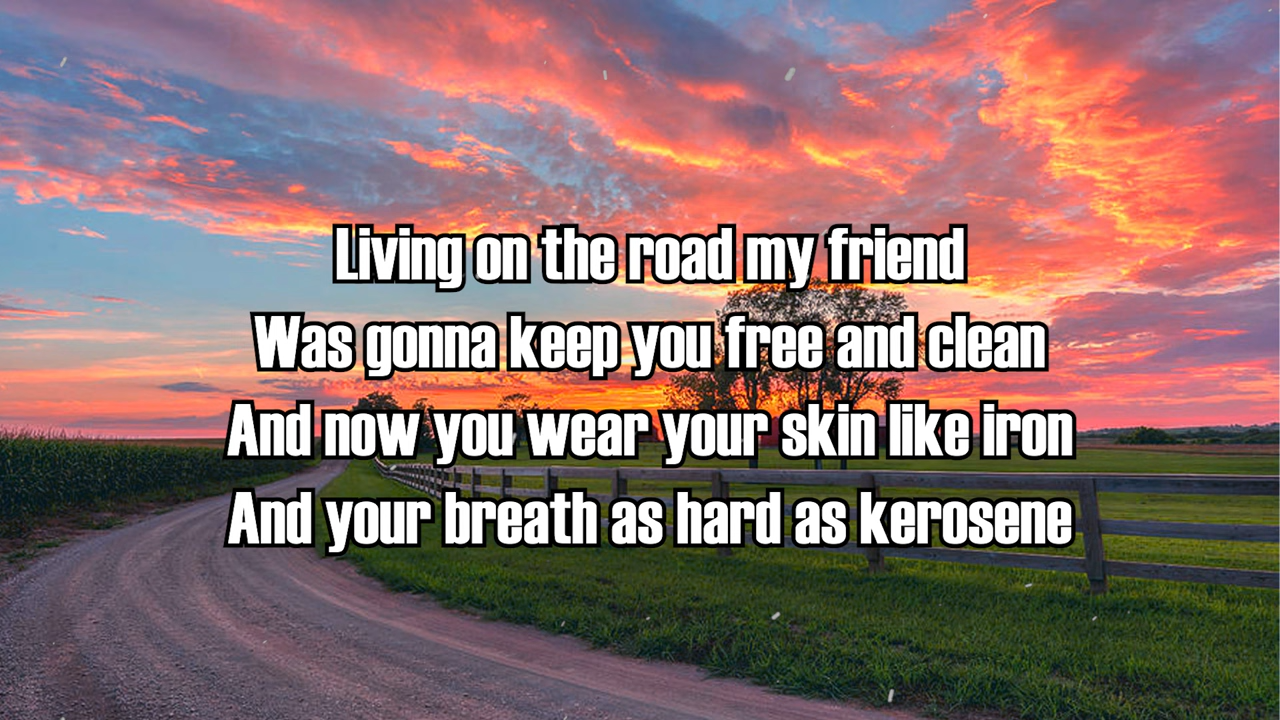 Living on the road my friend
Was gonna keep you free and clean
And now you wear your skin like iron
And your breath as hard as kerosene